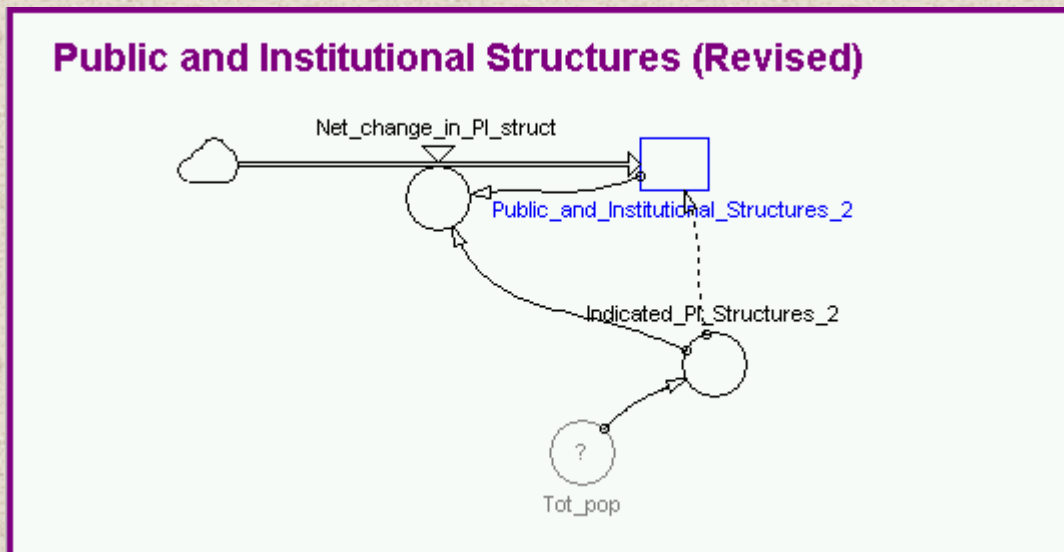 Public and Institutional Structures (Revised)
Net_change_in_PI_struct
Public_and_Institutional_Structures_2
Indicated_PI_Structures_2
?
Tot_pop